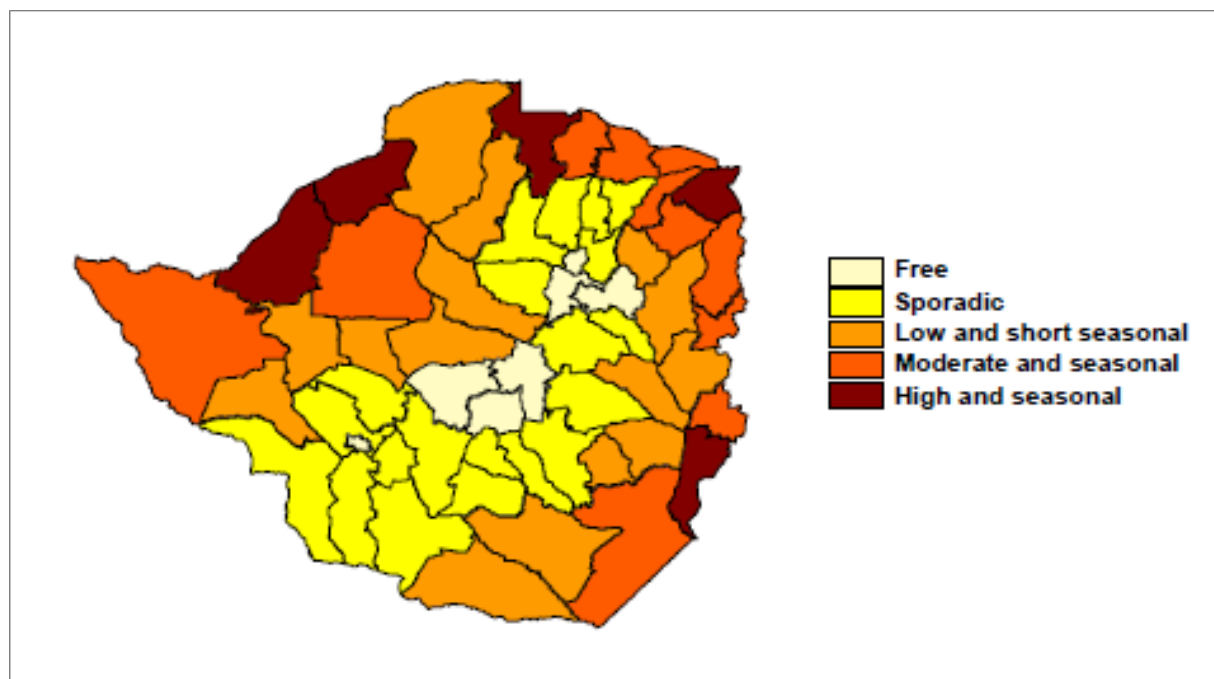 Free
Sporadic
Low and short seasonal
Moderate and seasonal
High and seasonal